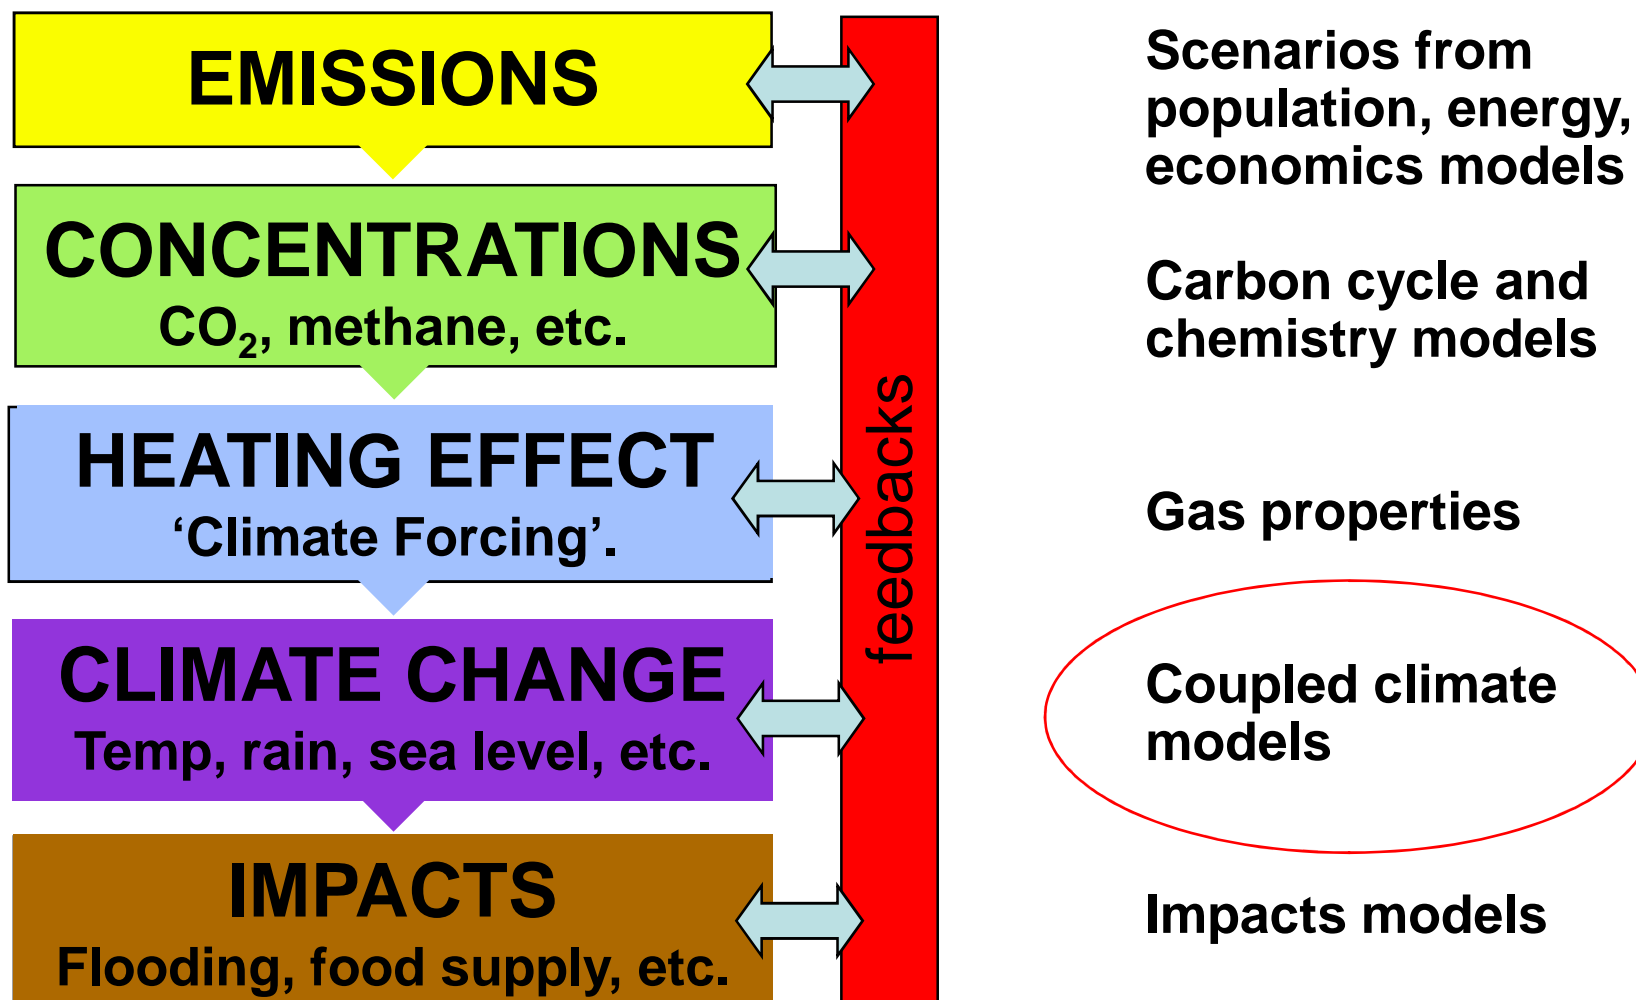 EMISSIONS
CONCENTRATIONS
CO₂, methane, etc.
HEATING EFFECT
‘Climate Forcing’.
CLIMATE CHANGE
Temp, rain, sea level, etc.
IMPACTS
Flooding, food supply, etc.
feedbacks
Scenarios from
population, energy,
economics models
Carbon cycle and
chemistry models
Gas properties
Coupled climate
models
Impacts models